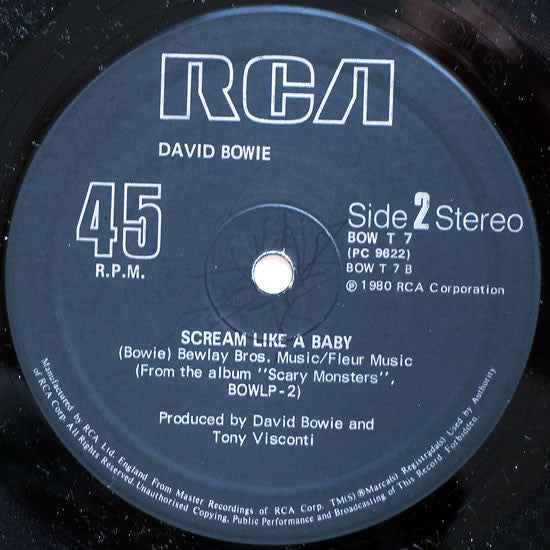 RCA
DAVID BOWIE
45
R.P.M.
Side 2 Stereo
BOW T 7
(PC 9622)
BOW T 7 B
℗ 1980 RCA Corporation
SCREAM LIKE A BABY
(Bowie) Bewlay Bros. Music/Fleur Music
(From the album "Scary Monsters",
BOWLP-2)
Produced by David Bowie and
Tony Visconti
Manufactured by RCA Ltd. England From Master Recordings of RCA Corp. TM(S)®Marca(s) Registrada(s) Used by Authority
of RCA Corp. All Rights Reserved. Unauthorised Copying, Public Performance and Broadcasting of This Record Forbidden.